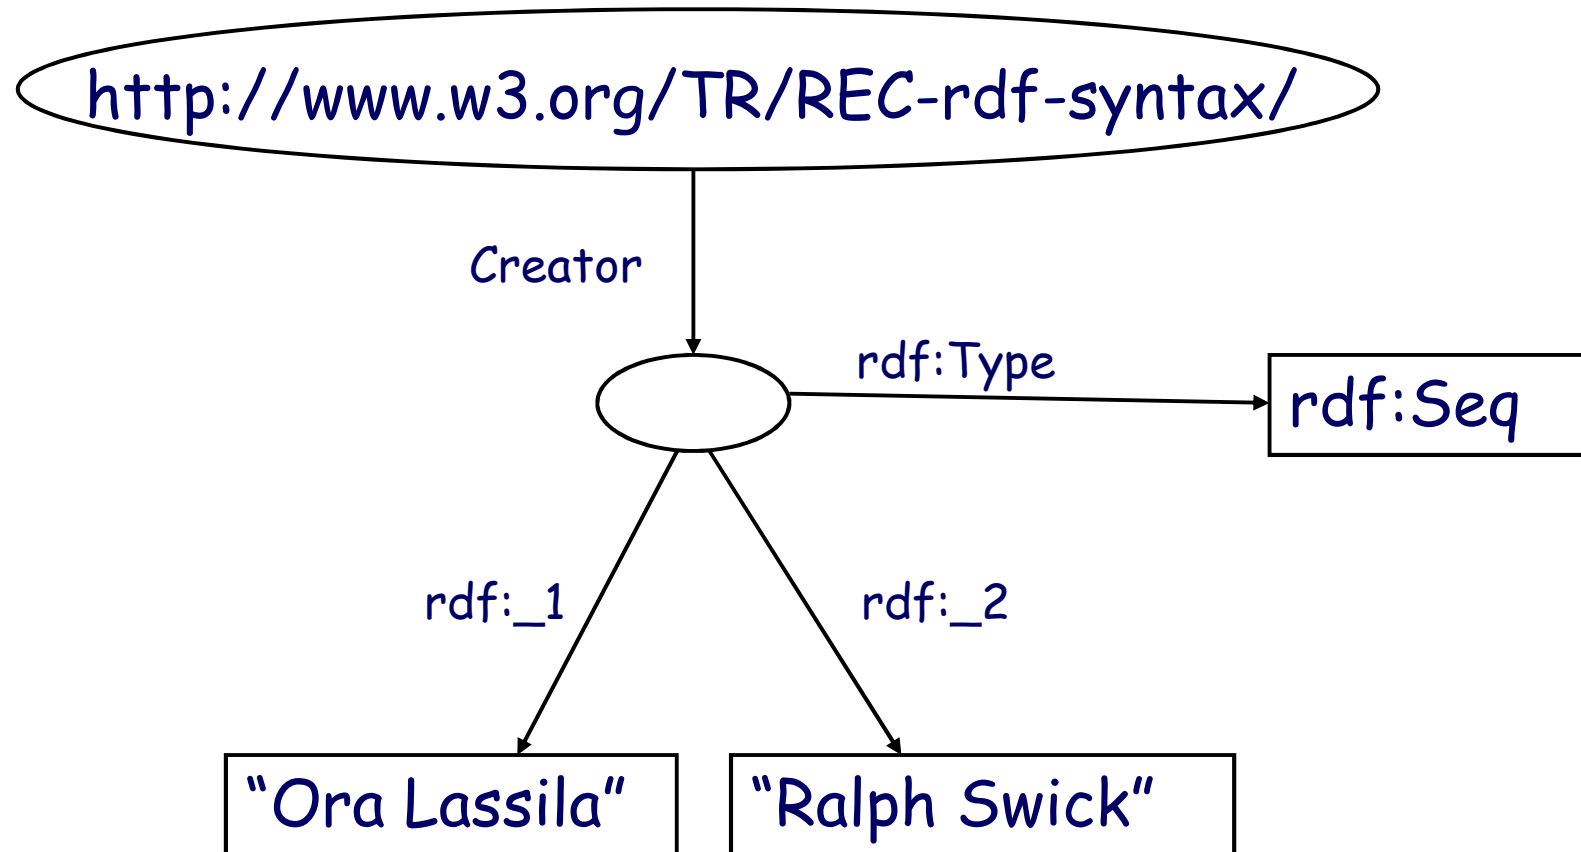 http://www.w3.org/TR/REC-rdf-syntax/
Creator
rdf:Type
rdf:Seq
rdf:_1
rdf:_2
“Ora Lassila”
“Ralph Swick”